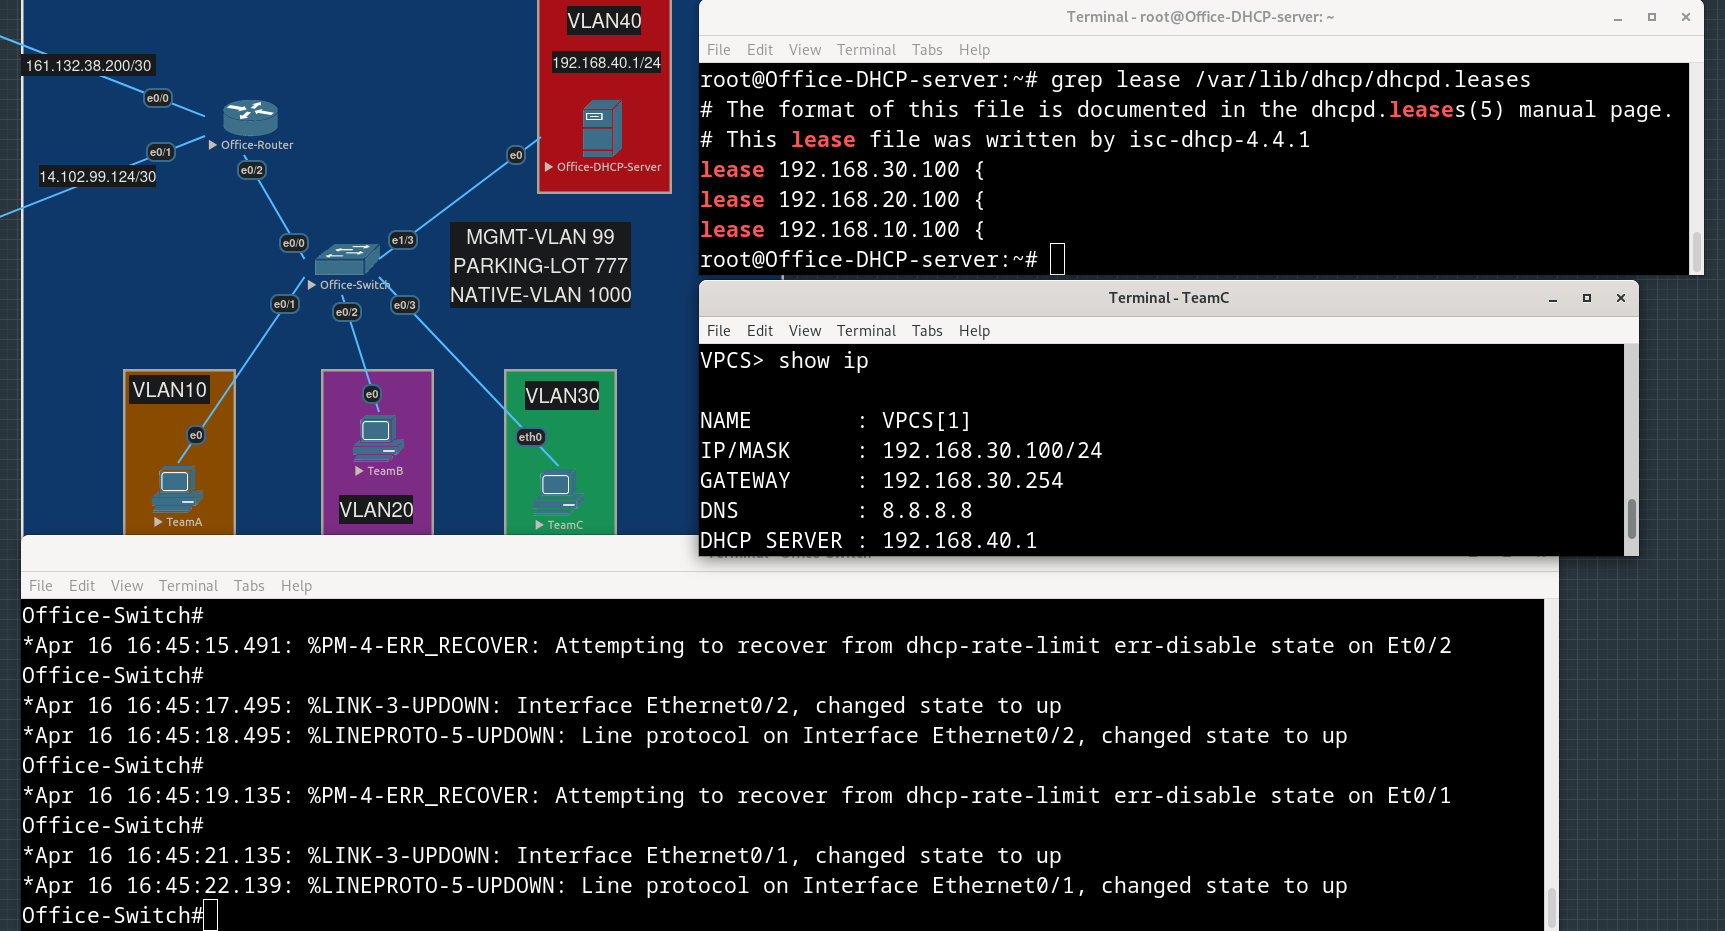 VLAN40
192.168.40.1/24
Office-DHCP-Server
161.132.38.200/30
e0/0
Office-Router
e0/1
e0/2
14.102.99.124/30
e0
e0/0
e1/3
Office-Switch
e0/1
e0/2
e0/3
MGMT-VLAN 99
PARKING-LOT 777
NATIVE-VLAN 1000
VLAN10
e0
TeamA
e0
TeamB
VLAN20
VLAN30
eth0
TeamC
Terminal - root@Office-DHCP-server: ~
File Edit View Terminal Tabs Help
root@Office-DHCP-server:~# grep lease /var/lib/dhcp/dhcpd.leases
# The format of this file is documented in the dhcpd.leases(5) manual page.
# This lease file was written by isc-dhcp-4.4.1
lease 192.168.30.100 {
lease 192.168.20.100 {
lease 192.168.10.100 {
root@Office-DHCP-server:~#
Terminal - TeamC
File Edit View Terminal Tabs Help
VPCS> show ip
NAME : VPCS[1]
IP/MASK : 192.168.30.100/24
GATEWAY : 192.168.30.254
DNS : 8.8.8.8
DHCP SERVER : 192.168.40.1
File Edit View Terminal Tabs Help
Office-Switch#
*Apr 16 16:45:15.491: %PM-4-ERR_RECOVER: Attempting to recover from dhcp-rate-limit err-disable state on Et0/2
Office-Switch#
*Apr 16 16:45:17.495: %LINK-3-UPDOWN: Interface Ethernet0/2, changed state to up
*Apr 16 16:45:18.495: %LINEPROTO-5-UPDOWN: Line protocol on Interface Ethernet0/2, changed state to up
Office-Switch#
*Apr 16 16:45:19.135: %PM-4-ERR_RECOVER: Attempting to recover from dhcp-rate-limit err-disable state on Et0/1
Office-Switch#
*Apr 16 16:45:21.135: %LINK-3-UPDOWN: Interface Ethernet0/1, changed state to up
*Apr 16 16:45:22.139: %LINEPROTO-5-UPDOWN: Line protocol on Interface Ethernet0/1, changed state to up
Office-Switch#